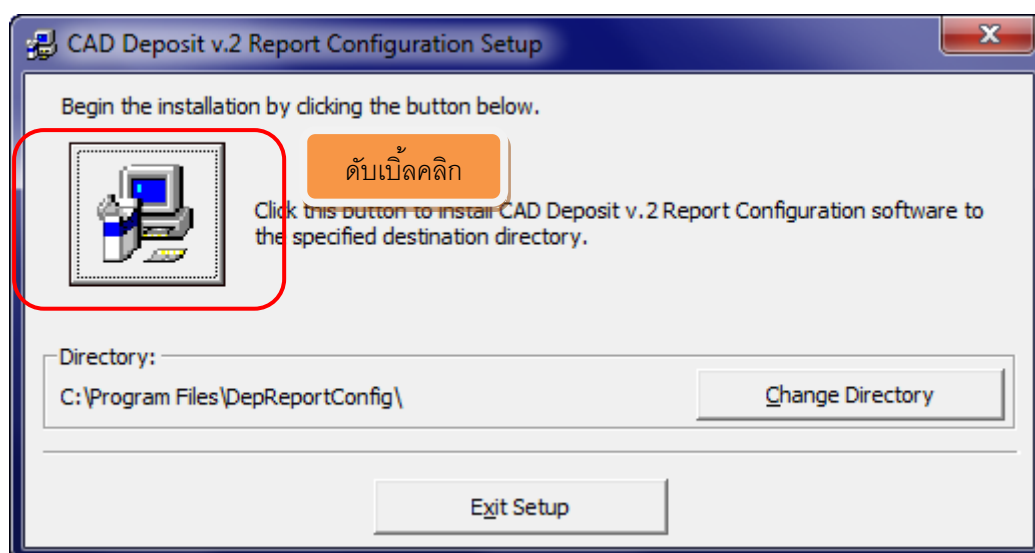 CAD Deposit v.2 Report Configuration Setup
Begin the installation by clicking the button below.
ดับเบิ้ลคลิก
Click this button to install CAD Deposit v.2 Report Configuration software to
the specified destination directory.
Directory:
C:\Program Files\DepReportConfig\
Change Directory
Exit Setup